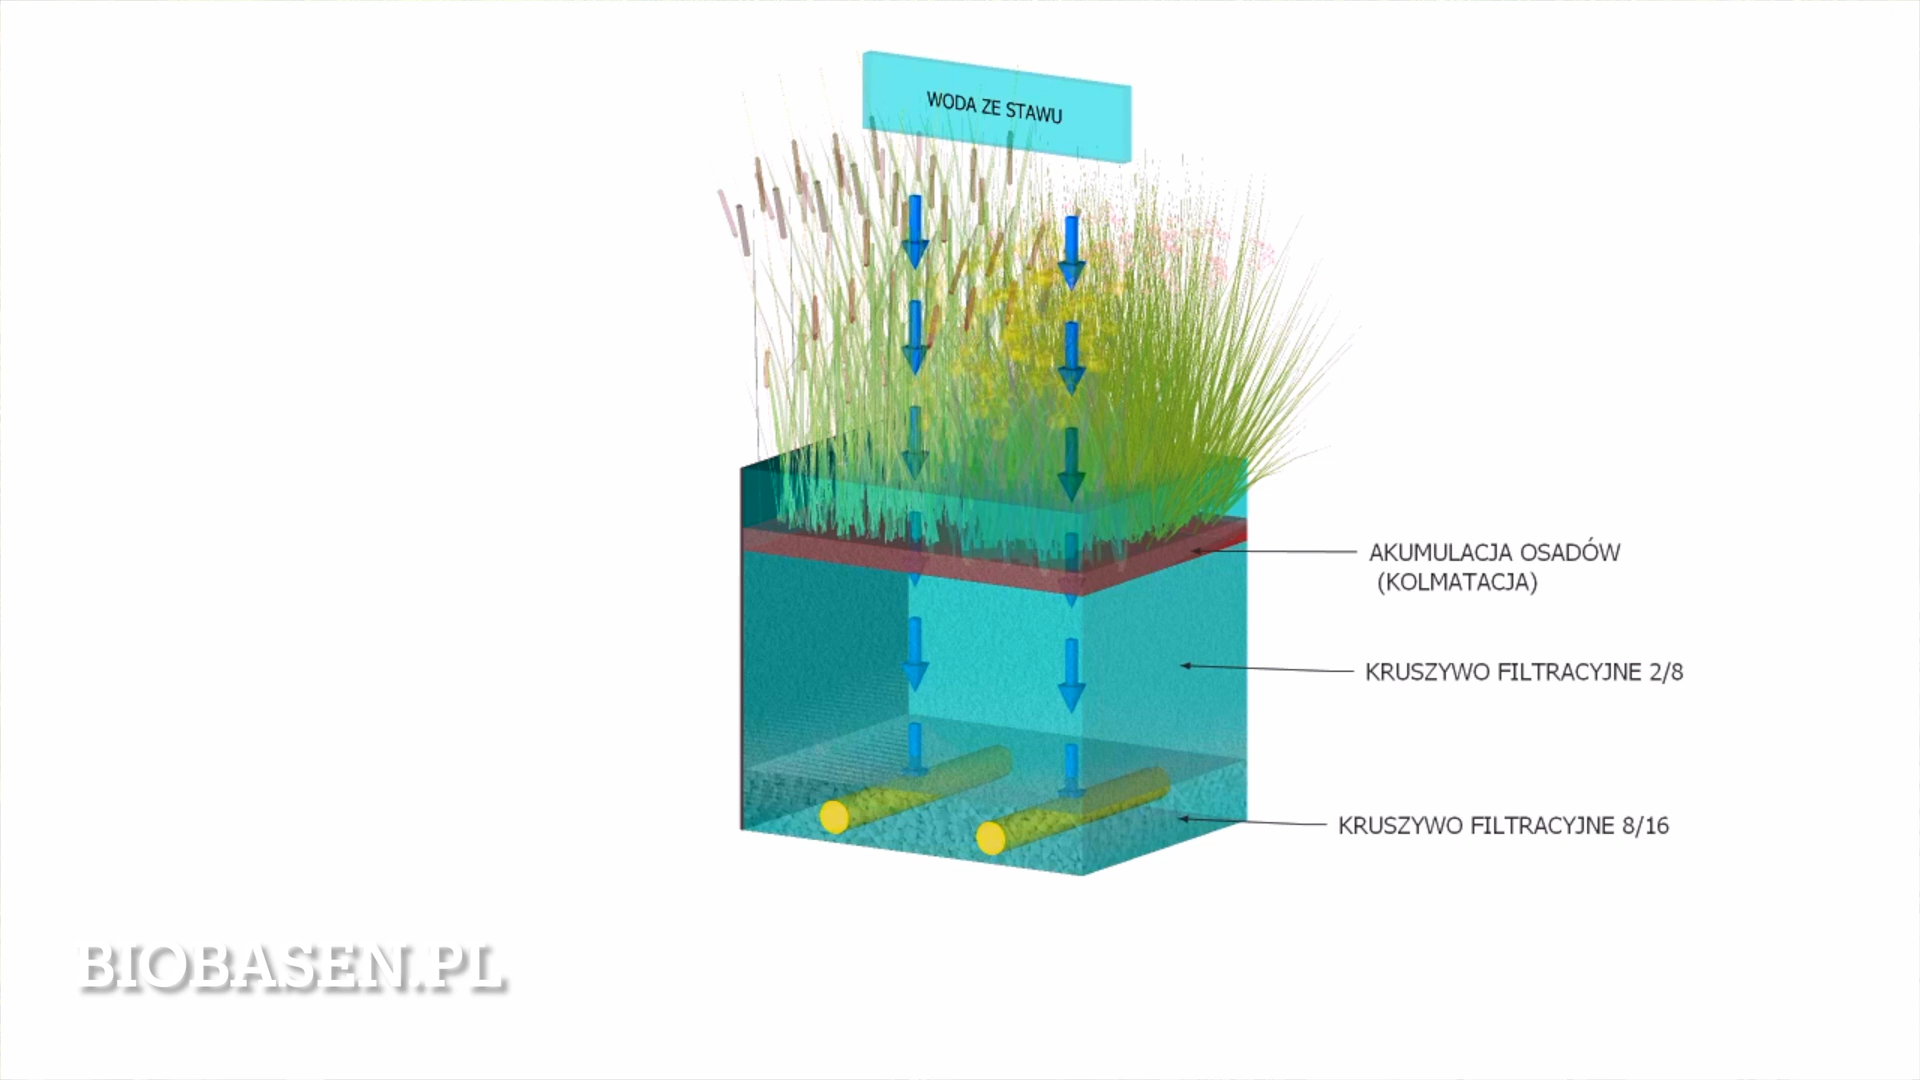 WODA ZE STAWU
AKUMULACJA OSADÓW
(KOLMATACJA)
KRUSZYWO FILTRACYJNE 2/8
KRUSZYWO FILTRACYJNE 8/16
BIOBASEN.PL